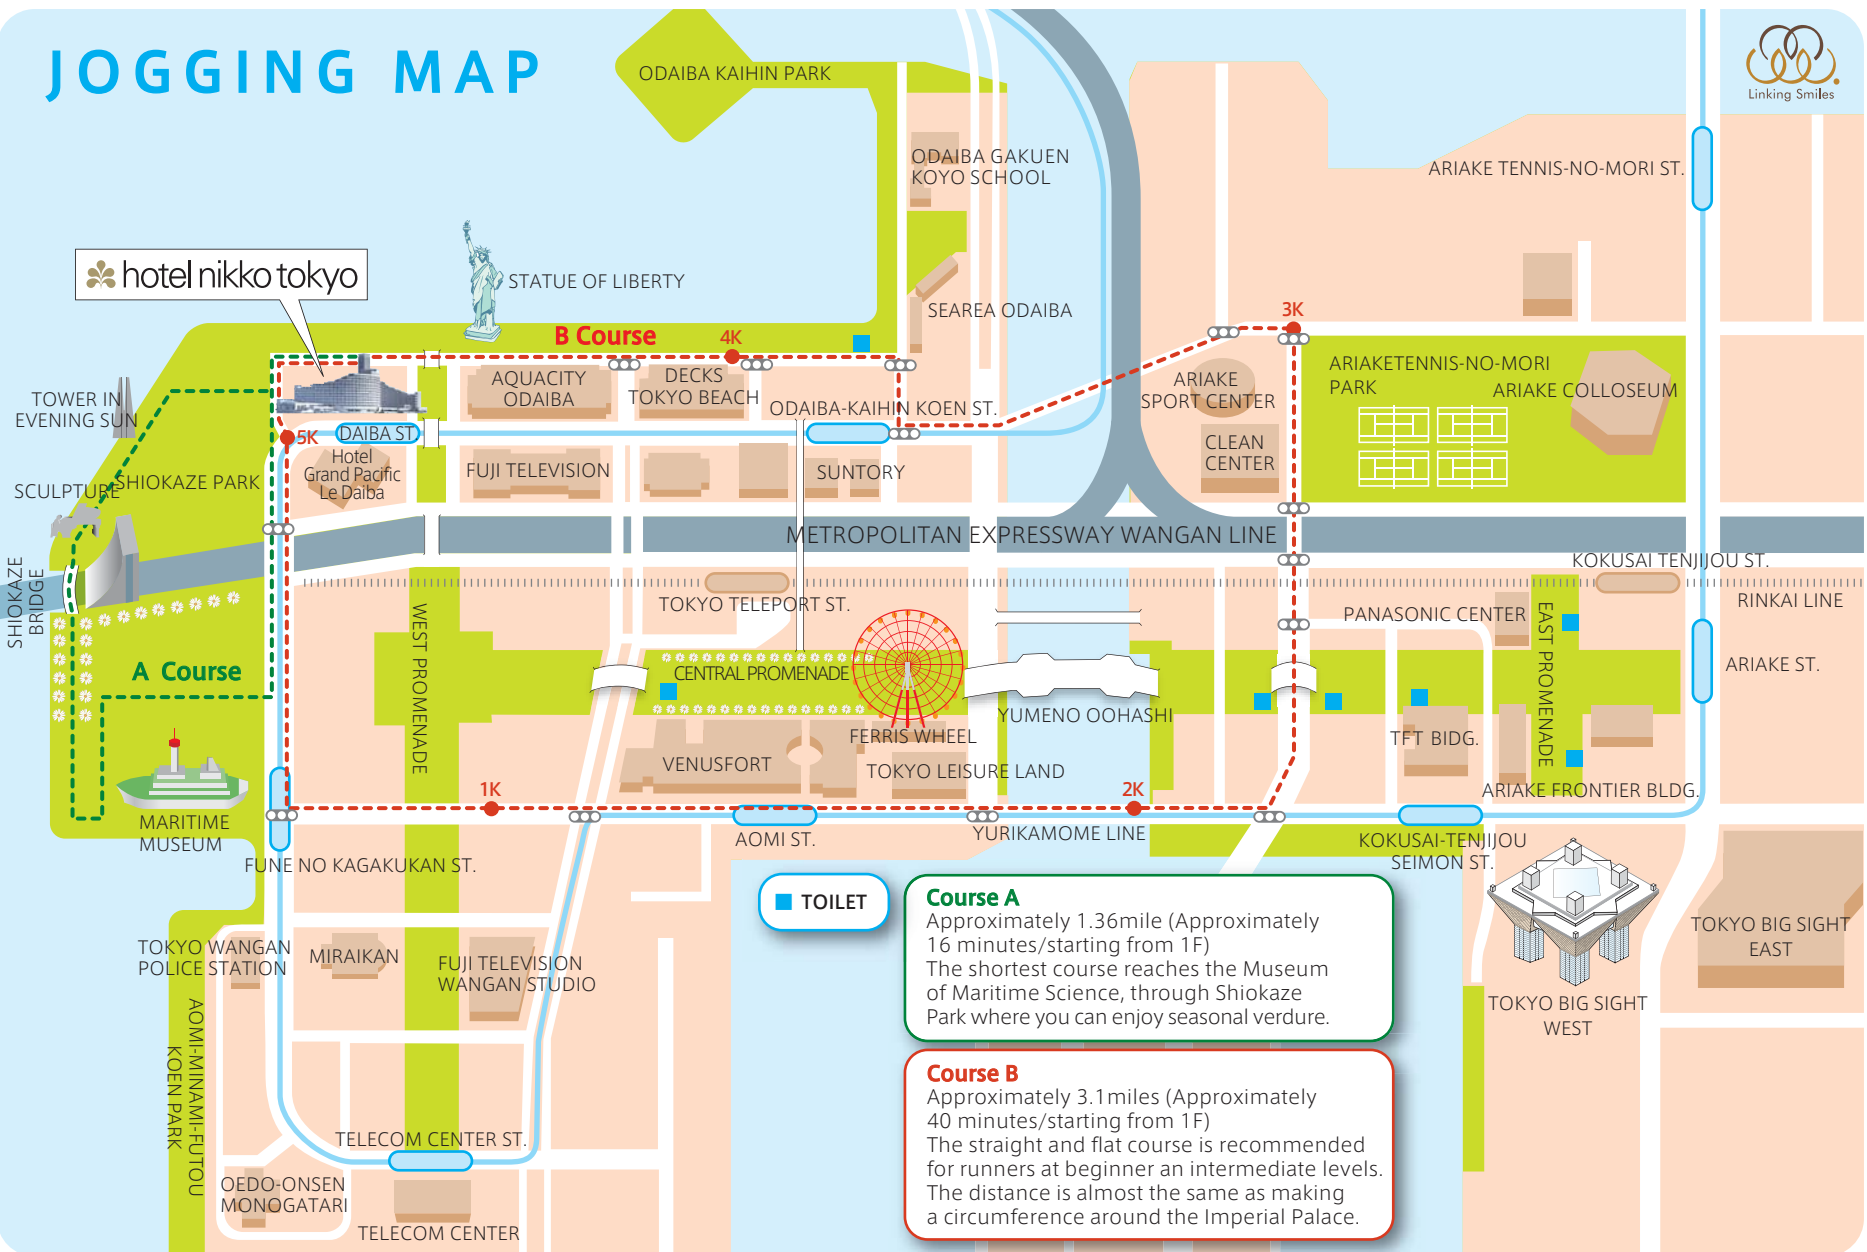 JOGGING MAP
Linking Smiles
ODAIBA KAIHIN PARK
ODAIBA GAKUEN
KOYO SCHOOL
ARIAKE TENNIS-NO-MORI ST.
hotel nikko tokyo
STATUE OF LIBERTY
SEAREA ODAIBA
B Course
4K
3K
AQUACITY
ODAIBA
DECKS
TOKYO BEACH
ODAIBA-KAIHIN KOEN ST.
ARIAKE
SPORT CENTER
ARIAKETENNIS-NO-MORI
PARK
ARIAKE COLLOSEUM
TOWER IN
EVENING SUN
5K
DAIBA ST.
Hotel
Grand Pacific
Le Daiba
FUJI TELEVISION
SUNTORY
CLEAN
CENTER
SCULPTURE
SHIOKAZE PARK
METROPOLITAN EXPRESSWAY WANGAN LINE
SHIOKAZE
BRIDGE
KOKUSAI TENJIJOU ST.
RINKAI LINE
TOKYO TELEPORT ST.
PANASONIC CENTER
WEST PROMENADE
EAST PROMENADE
A Course
CENTRAL PROMENADE
ARIAKE ST.
YUMENO OOHASHI
FERRIS WHEEL
TFT BIDG.
VENUSFORT
TOKYO LEISURE LAND
1K
2K
ARIAKE FRONTIER BLDG.
MARITIME
MUSEUM
AOMI ST.
YURIKAMOME LINE
KOKUSAI-TENJIJOU
SEIMON ST.
FUNE NO KAGAKUKAN ST.
TOILET
Course A
Approximately 1.36mile (Approximately
16 minutes/starting from 1F)
The shortest course reaches the Museum
of Maritime Science, through Shiokaze
Park where you can enjoy seasonal verdure.
TOKYO BIG SIGHT
EAST
TOKYO WANGAN
POLICE STATION
MIRAIKAN
FUJI TELEVISION
WANGAN STUDIO
TOKYO BIG SIGHT
WEST
AOMI-MINAMI-FUTOU
KOEN PARK
Course B
Approximately 3.1miles (Approximately
40 minutes/starting from 1F)
The straight and flat course is recommended
for runners at beginner an intermediate levels.
The distance is almost the same as making
a circumference around the Imperial Palace.
TELECOM CENTER ST.
OEDO-ONSEN
MONOGATARI
TELECOM CENTER